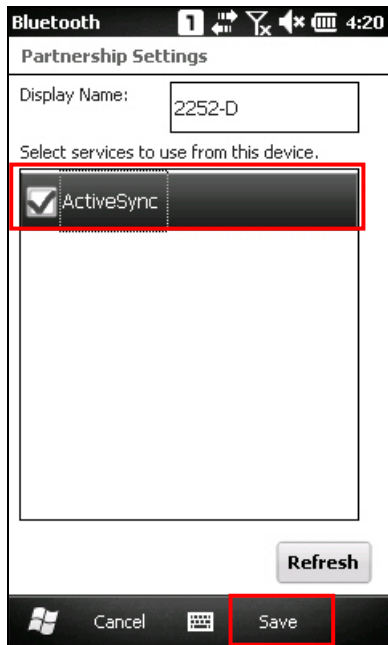 Bluetooth 1 4:20
Partnership Settings
Display Name: 2252-D
Select services to use from this device.
ActiveSync
Refresh
Cancel Save